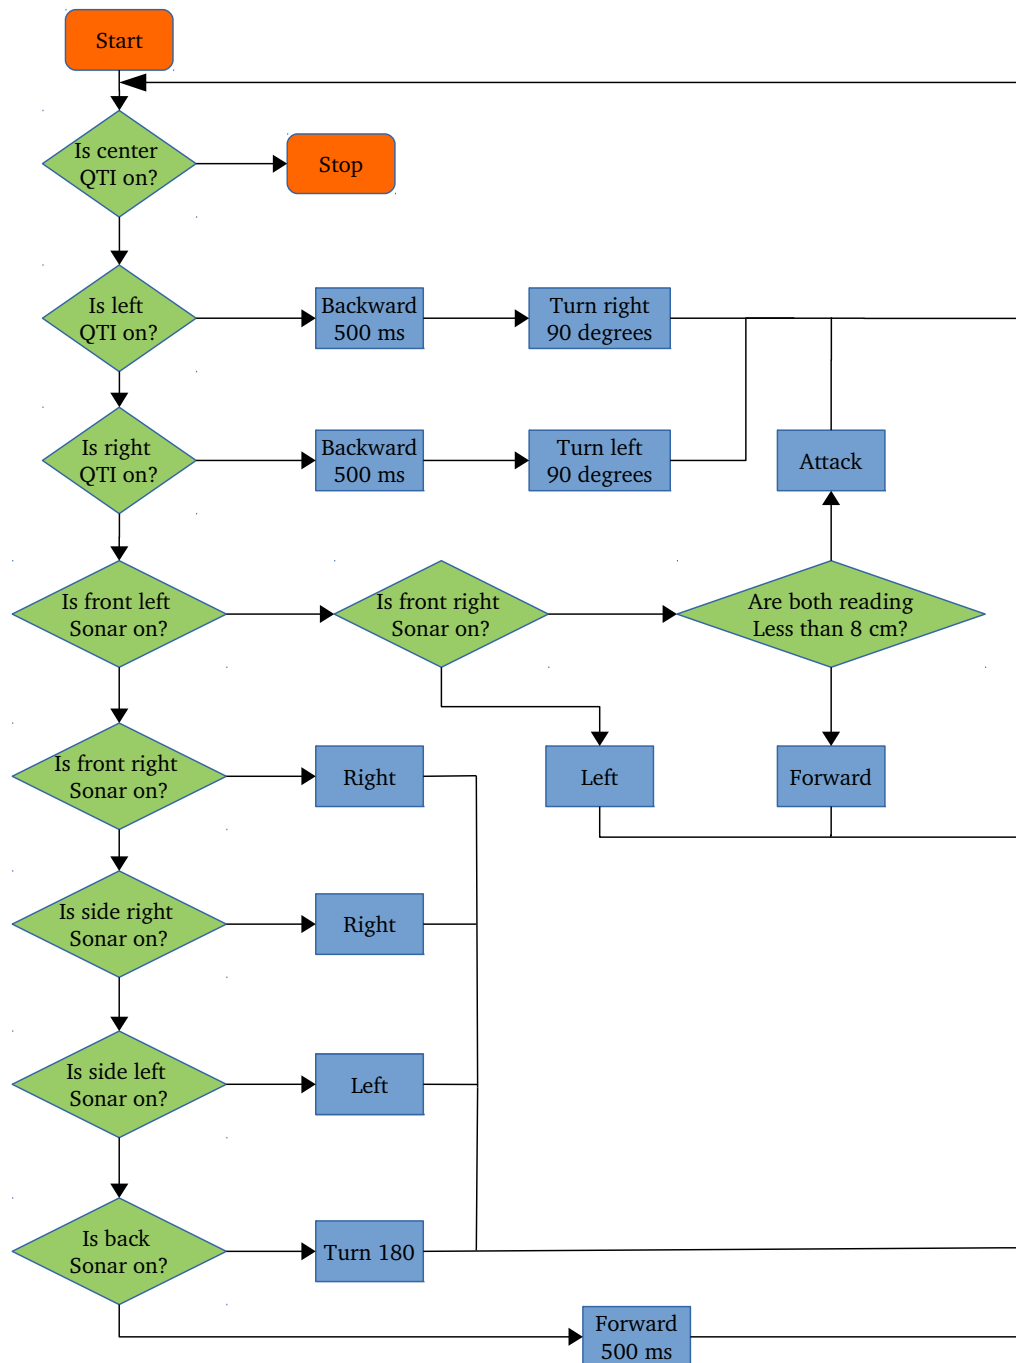 Start
Is center
QTI on?
Stop
Is left
QTI on?
Backward
500 ms
Turn right
90 degrees
Is right
QTI on?
Backward
500 ms
Turn left
90 degrees
Attack
Is front left
Sonar on?
Is front right
Sonar on?
Are both reading
Less than 8 cm?
Is front right
Sonar on?
Right
Left
Forward
Is side right
Sonar on?
Right
Is side left
Sonar on?
Left
Is back
Sonar on?
Turn 180
Forward
500 ms